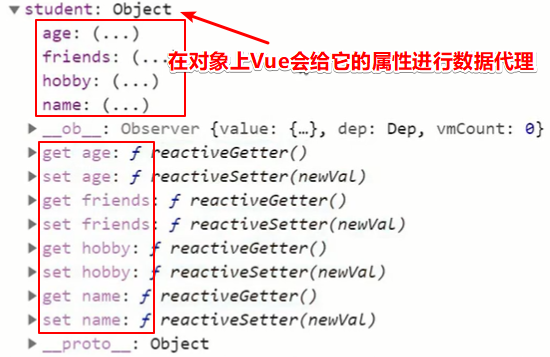 student: Object
age: (...)
friends: (...
hobby: (...)
name: (...)
在对象上Vue会给它的属性进行数据代理
__ob__: Observer {value: {…}, dep: Dep, vmCount: 0}
get age: ƒ reactiveGetter()
set age: ƒ reactiveSetter(newVal)
get friends: ƒ reactiveGetter()
set friends: ƒ reactiveSetter(newVal)
get hobby: ƒ reactiveGetter()
set hobby: ƒ reactiveSetter(newVal)
get name: ƒ reactiveGetter()
set name: ƒ reactiveSetter(newVal)
__proto__: Object